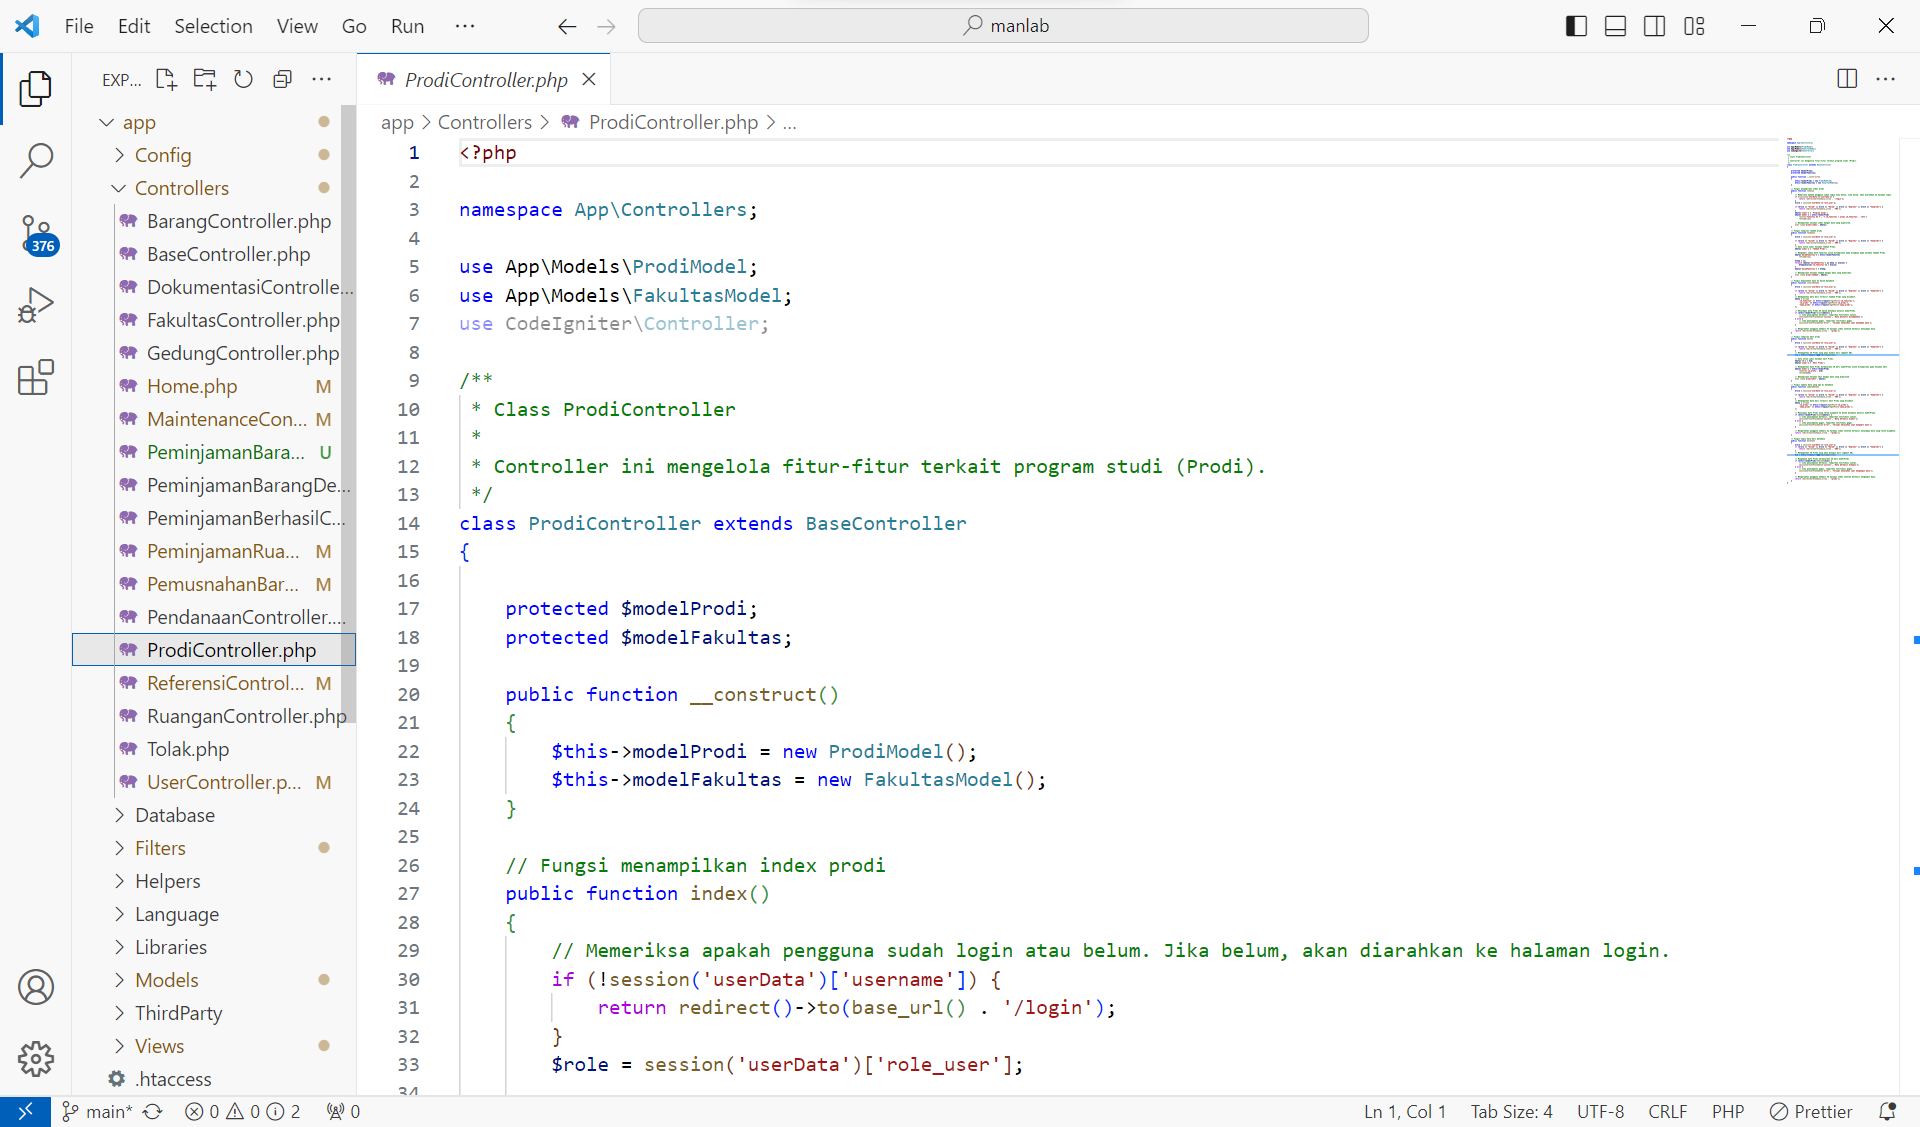 File Edit Selection View Go Run ...
manlab
EXP...
ProdiController.php
app
Config
Controllers
BarangController.php
BaseController.php
DokumentasiControlle...
FakultasController.php
GedungController.php
Home.php M
MaintenanceCon... M
PeminjamanBara... U
PeminjamanBarangDe...
PeminjamanBerhasilC...
PeminjamanRua... M
PemusnahanBar... M
PendanaanController....
ProdiController.php
ReferensiControl... M
RuanganController.php
Tolak.php
UserController.p... M
Database
Filters
Helpers
Language
Libraries
Models
ThirdParty
Views
.htaccess
376
app > Controllers > ProdiController.php > ...
1 <?php
2
3 namespace App\Controllers;
4
5 use App\Models\ProdiModel;
6 use App\Models\FakultasModel;
7 use CodeIgniter\Controller;
8
9 /**
10 * Class ProdiController
11 *
12 * Controller ini mengelola fitur-fitur terkait program studi (Prodi).
13 */
14 class ProdiController extends BaseController
15 {
16
17 protected $modelProdi;
18 protected $modelFakultas;
19
20 public function __construct()
21 {
22 $this->modelProdi = new ProdiModel();
23 $this->modelFakultas = new FakultasModel();
24 }
25
26 // Fungsi menampilkan index prodi
27 public function index()
28 {
29 // Memeriksa apakah pengguna sudah login atau belum. Jika belum, akan diarahkan ke halaman login.
30 if (!session('userData')['username']) {
31 return redirect()->to(base_url() . '/login');
32 }
33 $role = session('userData')['role_user'];
34
main* 0 0 2 0
Ln 1, Col 1 Tab Size: 4 UTF-8 CRLF PHP Prettier